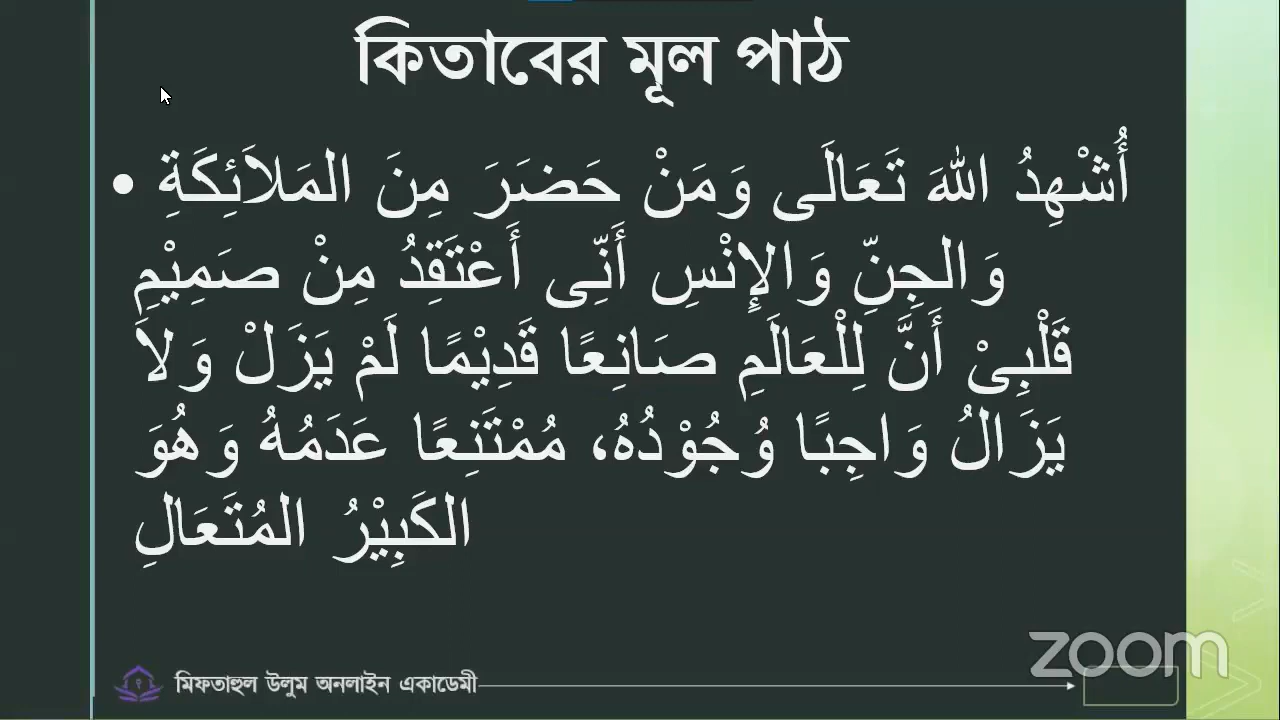 কিতাবের মূল পাঠ
• أُشْهِدُ اللهَ تَعَالَى وَمَنْ حَضَرَ مِنَ المَلاَئِكَةِ
وَالجِنِّ وَالإِنْسِ أَنِّى أَعْتَقِدُ مِنْ صَمِيْمِ
قَلْبِىْ أَنَّ لِلْعَالَمِ صَانِعًا قَدِيْمًا لَمْ يَزَلْ وَلاَ
يَزَالُ وَاجِبًا وُجُوْدُهُ، مُمْتَنِعًا عَدَمُهُ وَهُوَ
الكَبِيْرُ المُتَعَالِ
zoom
মিফতাহুল উলুম অনলাইন একাডেমী